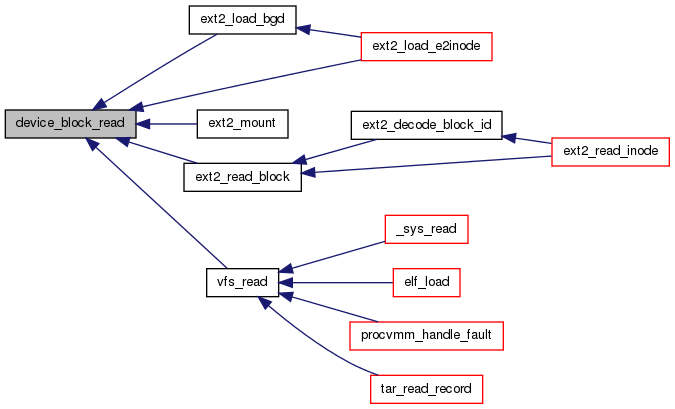 ext2_load_bgd
ext2_load_e2inode
device_block_read
ext2_mount
ext2_decode_block_id
ext2_read_inode
ext2_read_block
_sys_read
vfs_read
elf_load
procvmm_handle_fault
tar_read_record